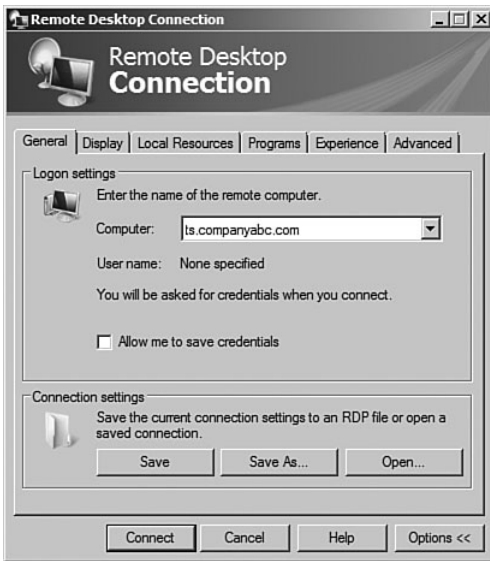 Remote Desktop Connection
Remote Desktop
Connection
General Display Local Resources Programs Experience Advanced
Logon settings
Enter the name of the remote computer.
Computer: ts.companyabc.com
User name: None specified
You will be asked for credentials when you connect.
Allow me to save credentials
Connection settings
Save the current connection settings to an RDP file or open a
saved connection.
Save Save As... Open...
Connect Cancel Help Options <<